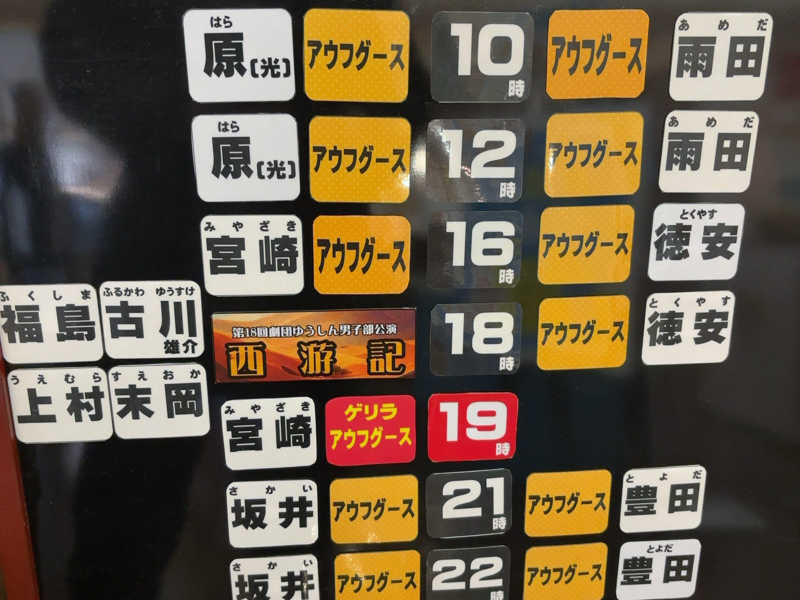 はら
原〔光〕
アウフグース
10時
アウフグース
あめだ
雨田
はら
原〔光〕
アウフグース
12時
アウフグース
あめだ
雨田
みやざき
宮崎
アウフグース
16時
アウフグース
とくやす
徳安
ふくしま
福島
ふるかわ ゆうすけ
古川
雄介
第18回劇団ゆうしん男子部公演
西游記
18時
アウフグース
とくやす
徳安
うえむら
上村
すえおか
末岡
みやざき
宮崎
ゲリラ
アウフグース
19時
さかい
坂井
アウフグース
21時
アウフグース
とよだ
豊田
さかい
坂井
アウフグース
22時
アウフグース
とよだ
豊田